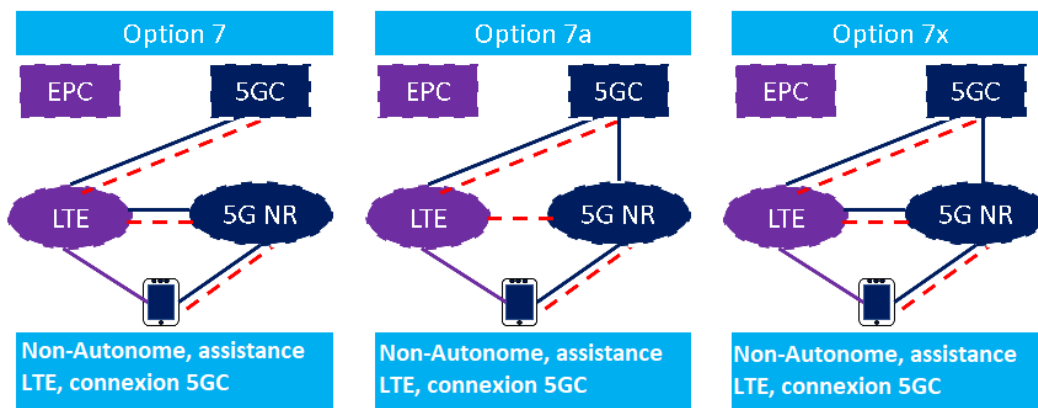 Option 7
EPC
5GC
LTE
5G NR
Non-Autonome, assistance
LTE, connexion 5GC
Option 7a
EPC
5GC
LTE
5G NR
Non-Autonome, assistance
LTE, connexion 5GC
Option 7x
EPC
5GC
LTE
5G NR
Non-Autonome, assistance
LTE, connexion 5GC